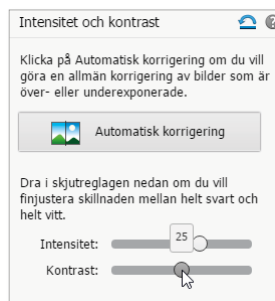 Intensitet och kontrast
Klicka på Automatisk korrigering om du vill
göra en allmän korrigering av bilder som är
över- eller underexponerade.
Automatisk korrigering
Dra i skjutreglagen nedan om du vill
finjustera skillnaden mellan helt svart och
helt vitt.
25
Intensitet:
Kontrast: